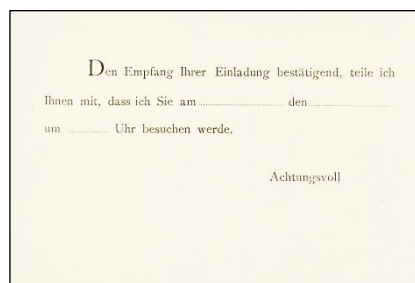 Den Empfang Ihrer Einladung bestätigend, teile ich
Ihnen mit, dass ich Sie am ........................ den ........................
um ............ Uhr besuchen werde.
Achtungsvoll